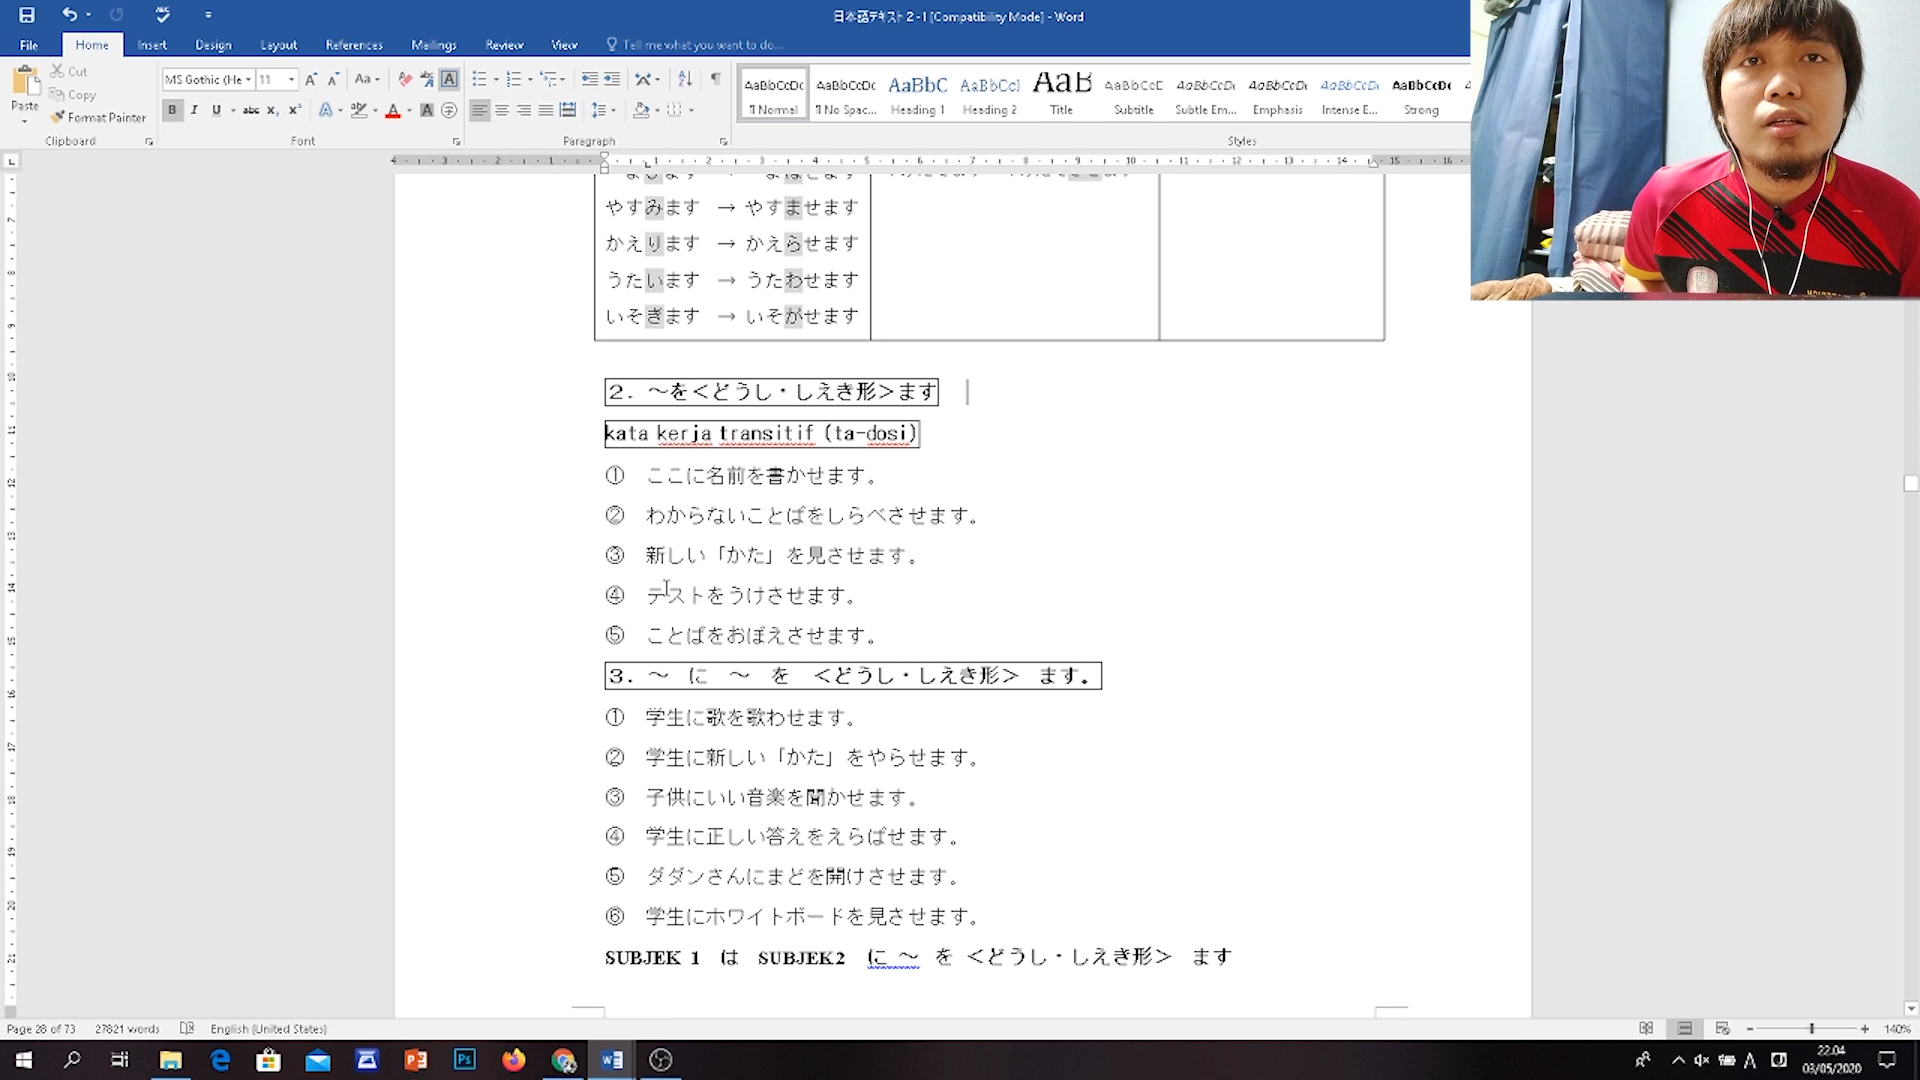 日本語テキスト2-1 [Compatibility Mode] - Word
File Home Insert Design Layout References Mailings Review View Tell me what you want to do...
Paste
Cut
Copy
Format Painter
MS Gothic (He 11
AaBbCcDc AaBbCcDc AaBbC AaBbCcI AaB AaBbCcD AaBbCcDc AaBbCcDc AaBbCcDc AaBbCcDc
¶ Normal ¶ No Spac... Heading 1 Heading 2 Title Subtitle Subtle Em... Emphasis Intense E... Strong
Clipboard Font Paragraph Styles
やすみます → やすませます
かえります → かえらせます
うたいます → うたわせます
いそぎます → いそがせます
2. ～を<どうし・しえき形>ます
kata kerja transitif (ta-dosi)
① ここに名前を書かせます。
② わからないことばをしらべさせます。
③ 新しい「かた」を見させます。
④ テストをうけさせます。
⑤ ことばをおぼえさせます。
3. ～ に ～ を <どうし・しえき形> ます.
① 学生に歌を歌わせます。
② 学生に新しい「かた」をやらせます。
③ 子供にいい音楽を聞かせます。
④ 学生に正しい答えをえらばせます。
⑤ ダダンさんにまどを開けさせます。
⑥ 学生にホワイトボードを見させます。
SUBJEK 1 は SUBJEK2 に ～ を <どうし・しえき形> ます
Page 28 of 73 27821 words English (United States) 140%
22.04
03/05/2020